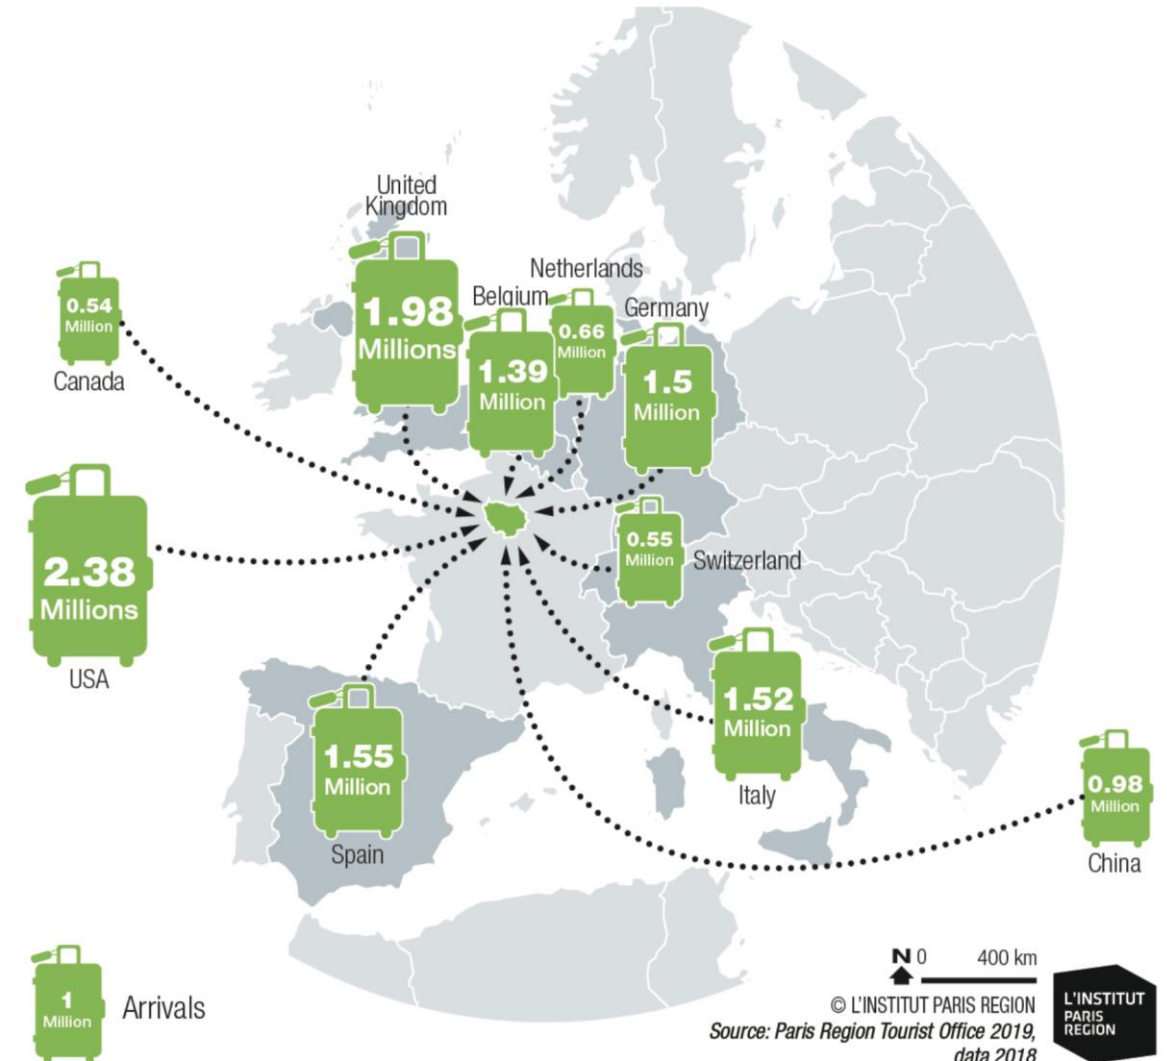 United
Kingdom
1.98
Millions
Netherlands
0.66
Million
Belgium
1.39
Million
Germany
1.5
Million
0.54
Million
Canada
2.38
Millions
USA
0.55
Million
Switzerland
1.52
Million
Italy
1.55
Million
Spain
0.98
Million
China
1
Million
Arrivals
N 0 400 km
© L'INSTITUT PARIS REGION
Source: Paris Region Tourist Office 2019,
data 2018
L'INSTITUT
PARIS
REGION